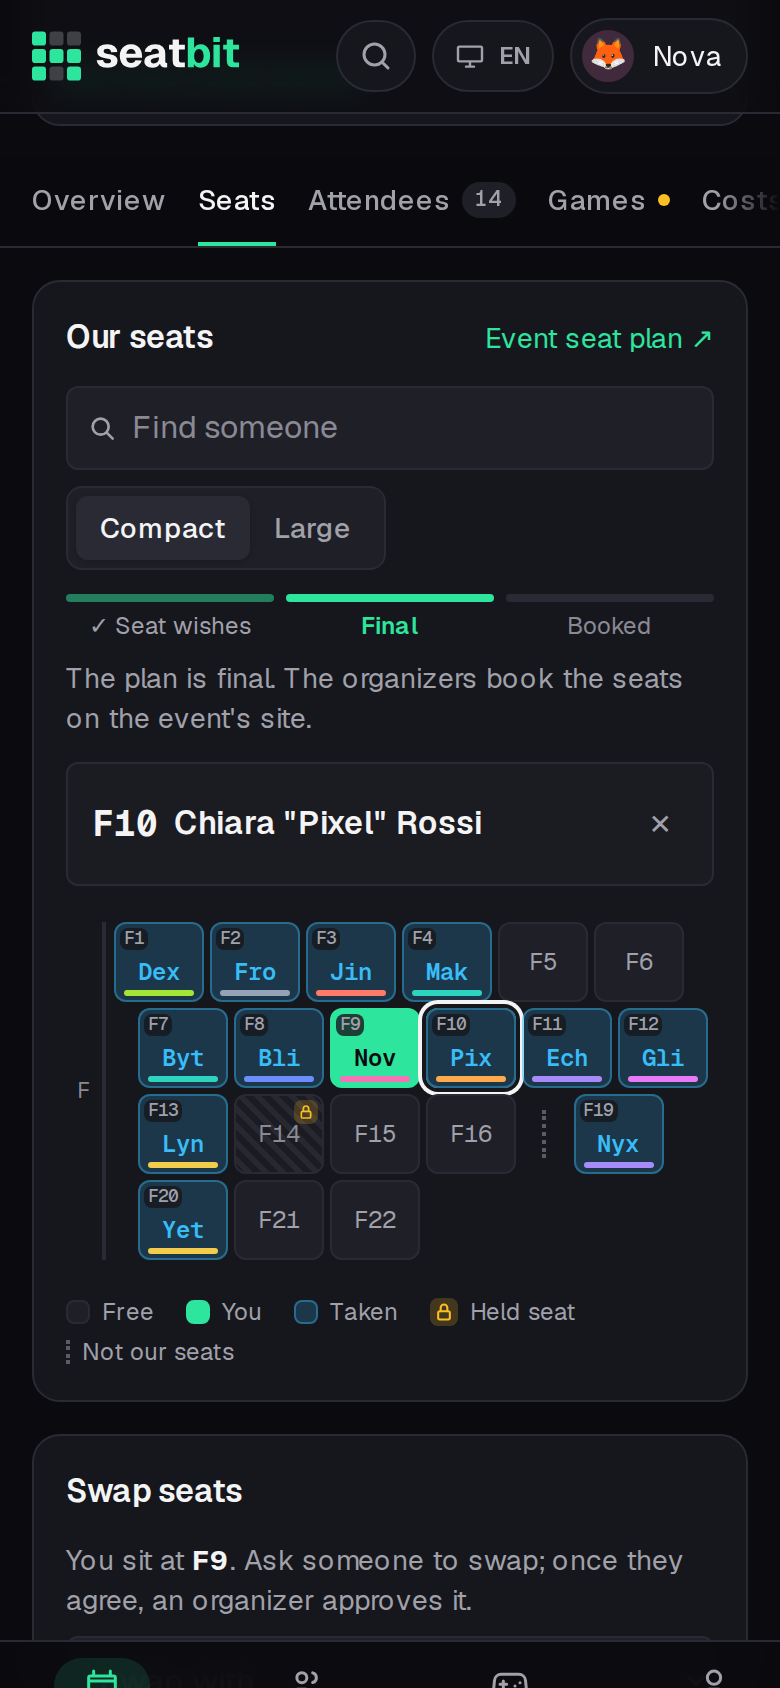 seatbit
EN
Nova
Overview Seats Attendees 14 Games Costs
Our seats
Event seat plan ↗
Find someone
Compact Large
✓ Seat wishes Final Booked
The plan is final. The organizers book the seats
on the event's site.
F10 Chiara "Pixel" Rossi ×
F1 F2 F3 F4
Dex Fro Jin Mak F5 F6
F7 F8 F9 F10 F11 F12
Byt Bli Nov Pix Ech Gli
F
F13 F19
Lyn F14 F15 F16 Nyx
F20
Yet F21 F22
Free You Taken Held seat
Not our seats
Swap seats
You sit at F9. Ask someone to swap; once they
agree, an organizer approves it.